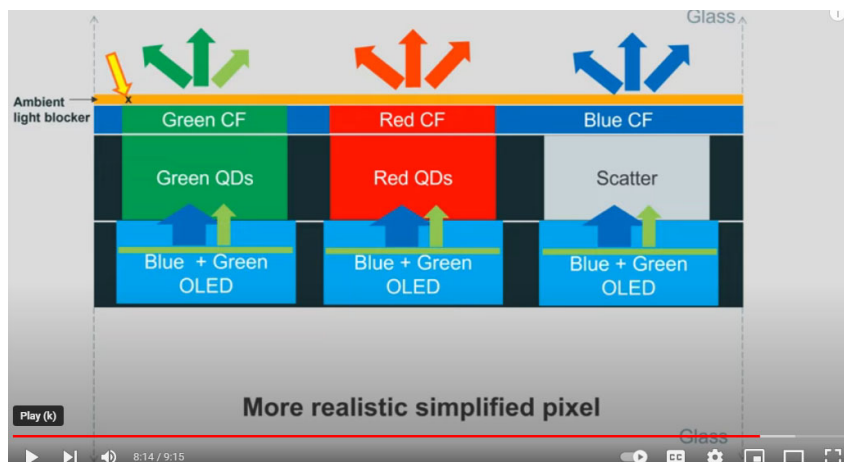 Glass
Ambient
light blocker
Green CF
Red CF
Blue CF
Green QDs
Red QDs
Scatter
Blue + Green
OLED
Blue + Green
OLED
Blue + Green
OLED
More realistic simplified pixel
Play (k)
Glass
8:14 / 9:15
CC